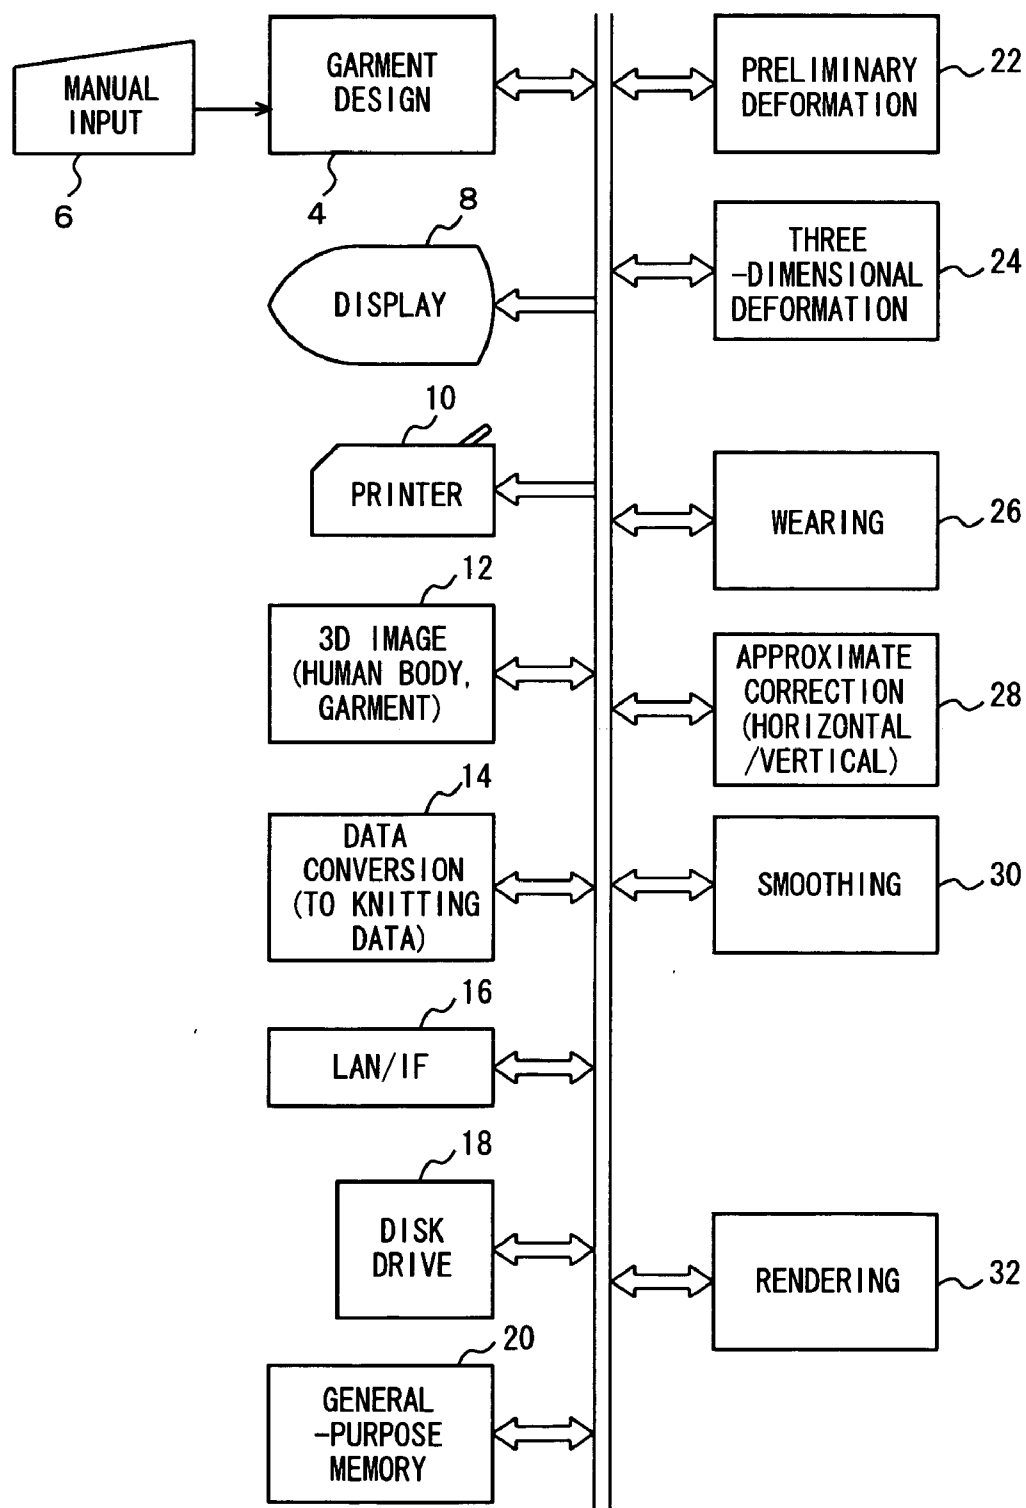 MANUAL
INPUT
6
GARMENT
DESIGN
4
8
DISPLAY
10
PRINTER
12
3D IMAGE
(HUMAN BODY,
GARMENT)
14
DATA
CONVERSION
(TO KNITTING
DATA)
16
LAN/IF
18
DISK
DRIVE
20
GENERAL
-PURPOSE
MEMORY
PRELIMINARY
DEFORMATION
22
THREE
-DIMENSIONAL
DEFORMATION
24
WEARING
26
APPROXIMATE
CORRECTION
(HORIZONTAL
/VERTICAL)
28
SMOOTHING
30
RENDERING
32